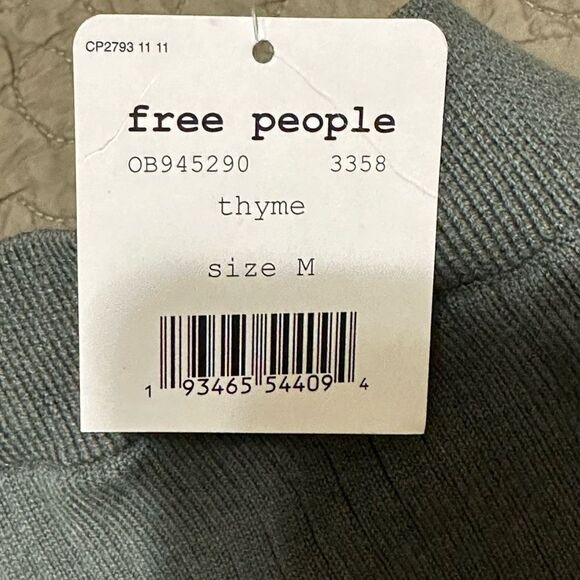 CP2793 11 11
free people
OB945290 3358
thyme
size M
1 93465 54409 4